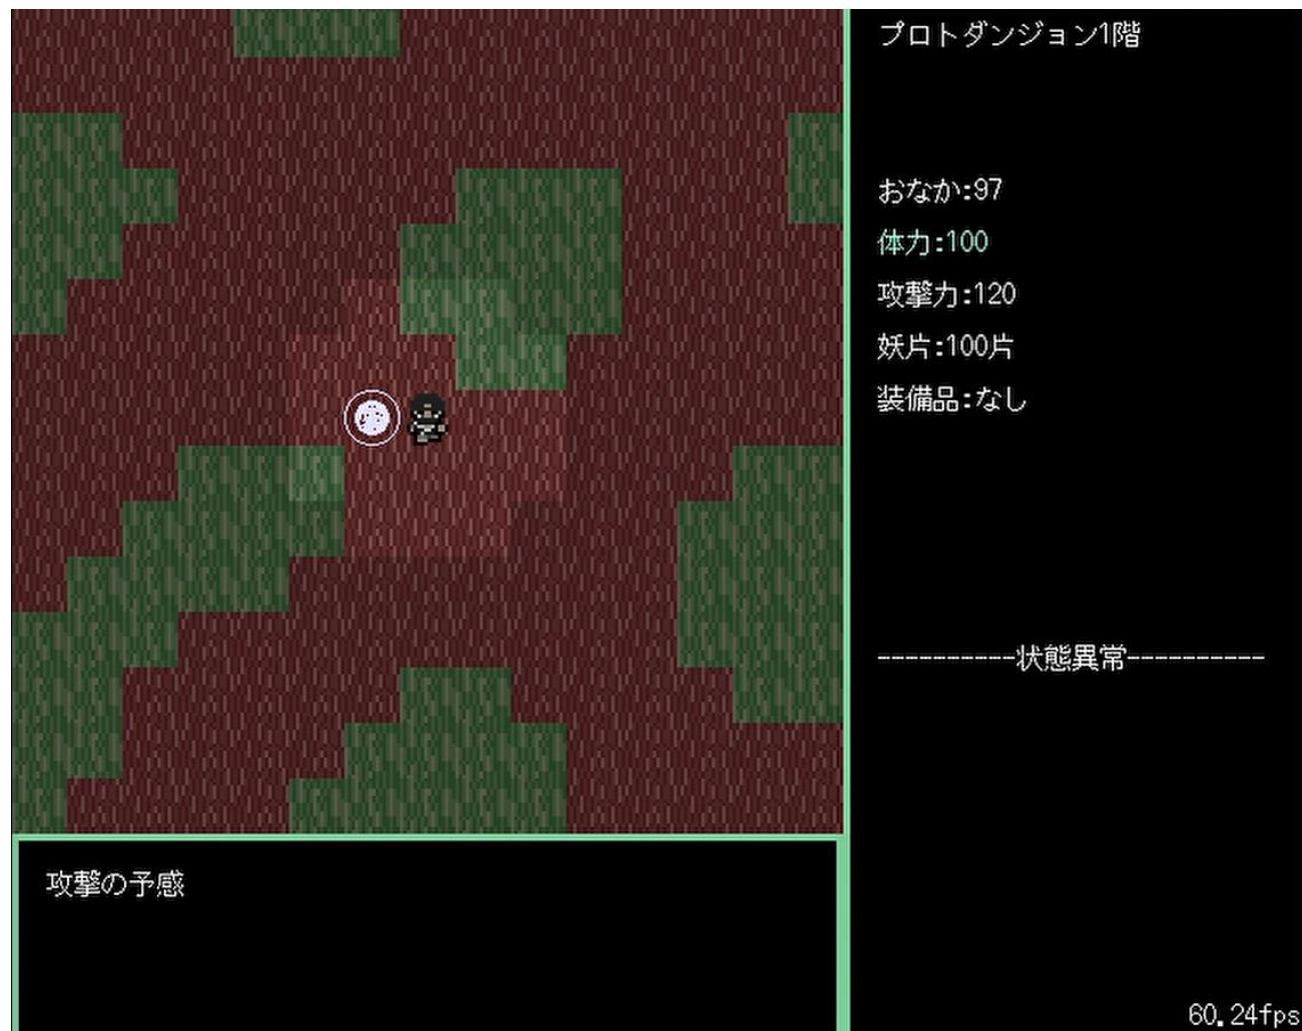 プロトダンジョン1階
おなか:97
体力:100
攻撃力:120
妖片:100片
装備品:なし
----------状態異常----------
攻撃の予感
60.24fps